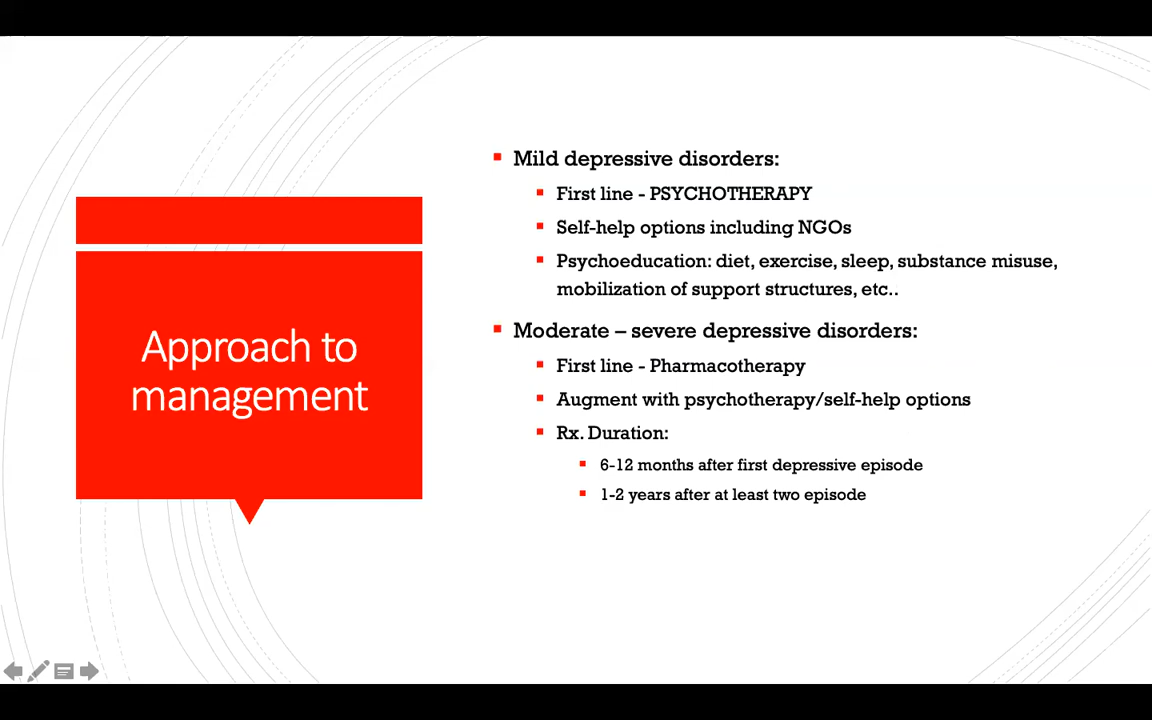 Approach to
management
Mild depressive disorders:
First line - PSYCHOTHERAPY
Self-help options including NGOs
Psychoeducation: diet, exercise, sleep, substance misuse,
mobilization of support structures, etc..
Moderate – severe depressive disorders:
First line - Pharmacotherapy
Augment with psychotherapy/self-help options
Rx. Duration:
6-12 months after first depressive episode
1-2 years after at least two episode